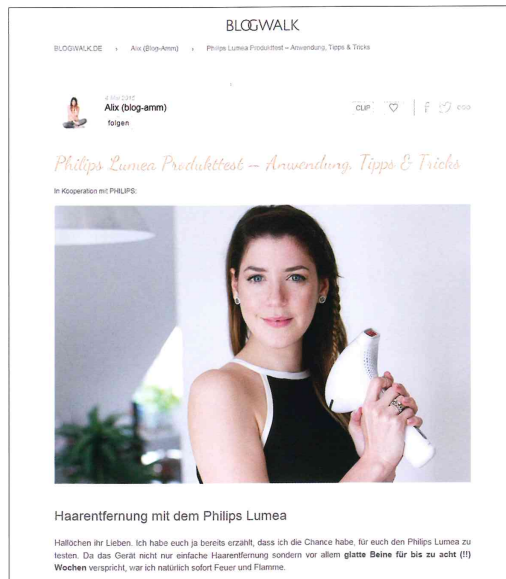 BLOGWALK
BLOGWALK.DE › Alix (Blog-Amm) › Philips Lumea Produkttest – Anwendung, Tipps & Tricks
Alix (blog-amm)
folgen
CLIP
Philips Lumea Produkttest – Anwendung, Tipps & Tricks
In Kooperation mit PHILIPS:
Haarentfernung mit dem Philips Lumea
Hallöchen ihr Lieben. Ich habe euch ja bereits erzählt, dass ich die Chance habe, für euch den Philips Lumea zu
testen. Da das Gerät nicht nur einfache Haarentfernung sondern vor allem glatte Beine für bis zu acht (!!)
Wochen verspricht, war ich natürlich sofort Feuer und Flamme.